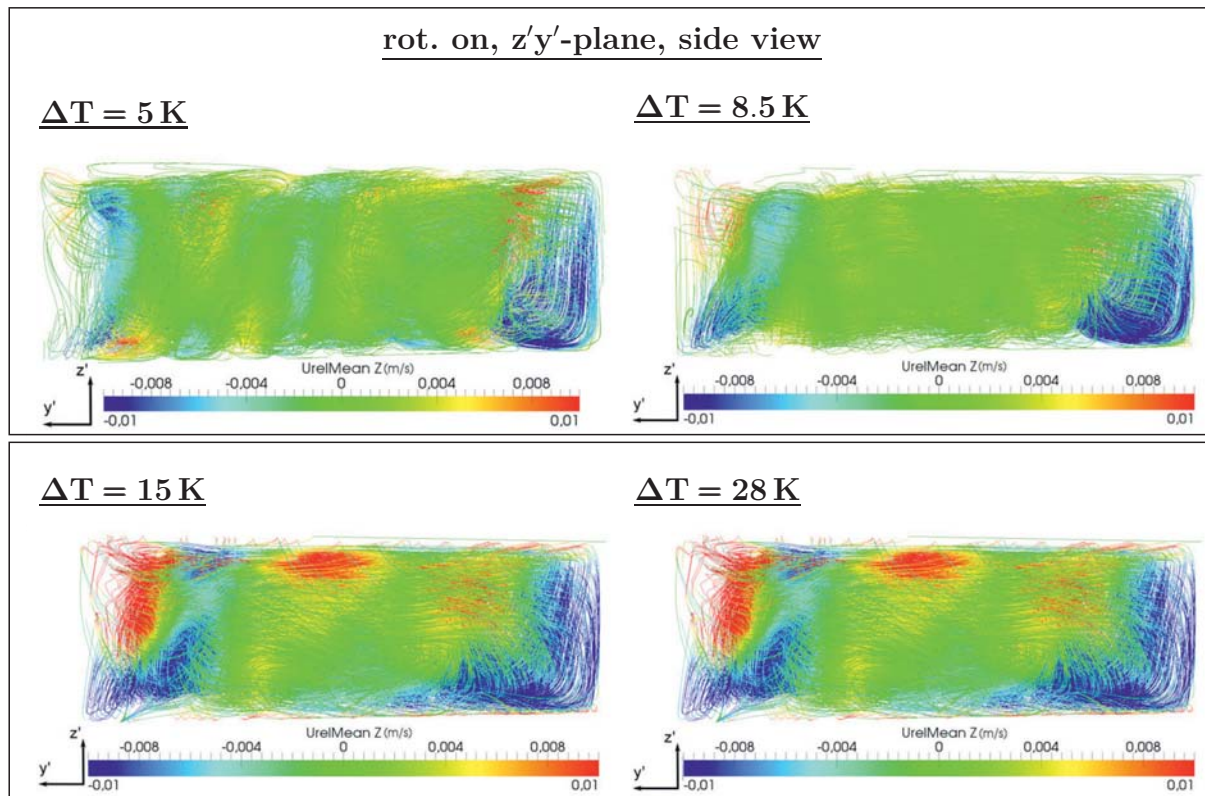 rot. on, z'y'-plane, side view
ΔT = 5 K
ΔT = 8.5 K
z'
y'
UrelMean Z (m/s)
-0,008 -0,004 0 0,004 0,008
-0,01 0,01
z'
y'
UrelMean Z (m/s)
-0,008 -0,004 0 0,004 0,008
-0,01 0,01
ΔT = 15 K
ΔT = 28 K
z'
y'
UrelMean Z (m/s)
-0,008 -0,004 0 0,004 0,008
-0,01 0,01
z'
y'
UrelMean Z (m/s)
-0,008 -0,004 0 0,004 0,008
-0,01 0,01